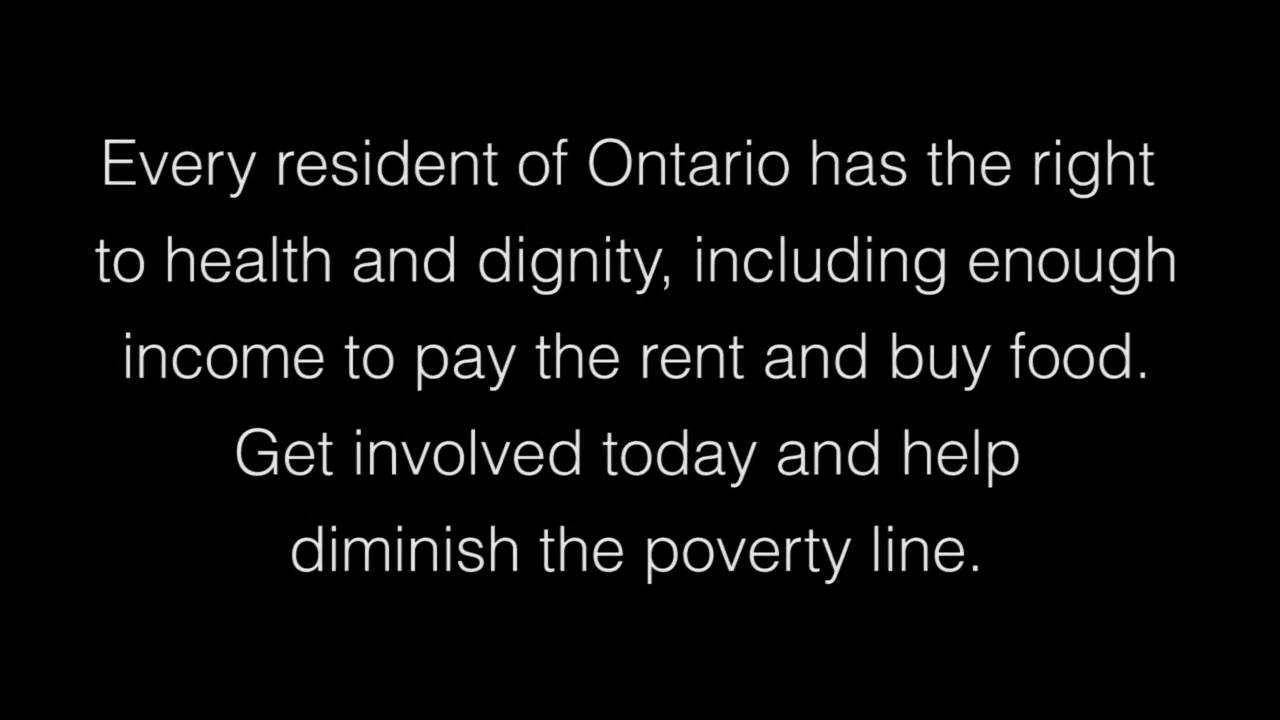 Every resident of Ontario has the right
to health and dignity, including enough
income to pay the rent and buy food.
Get involved today and help
diminish the poverty line.